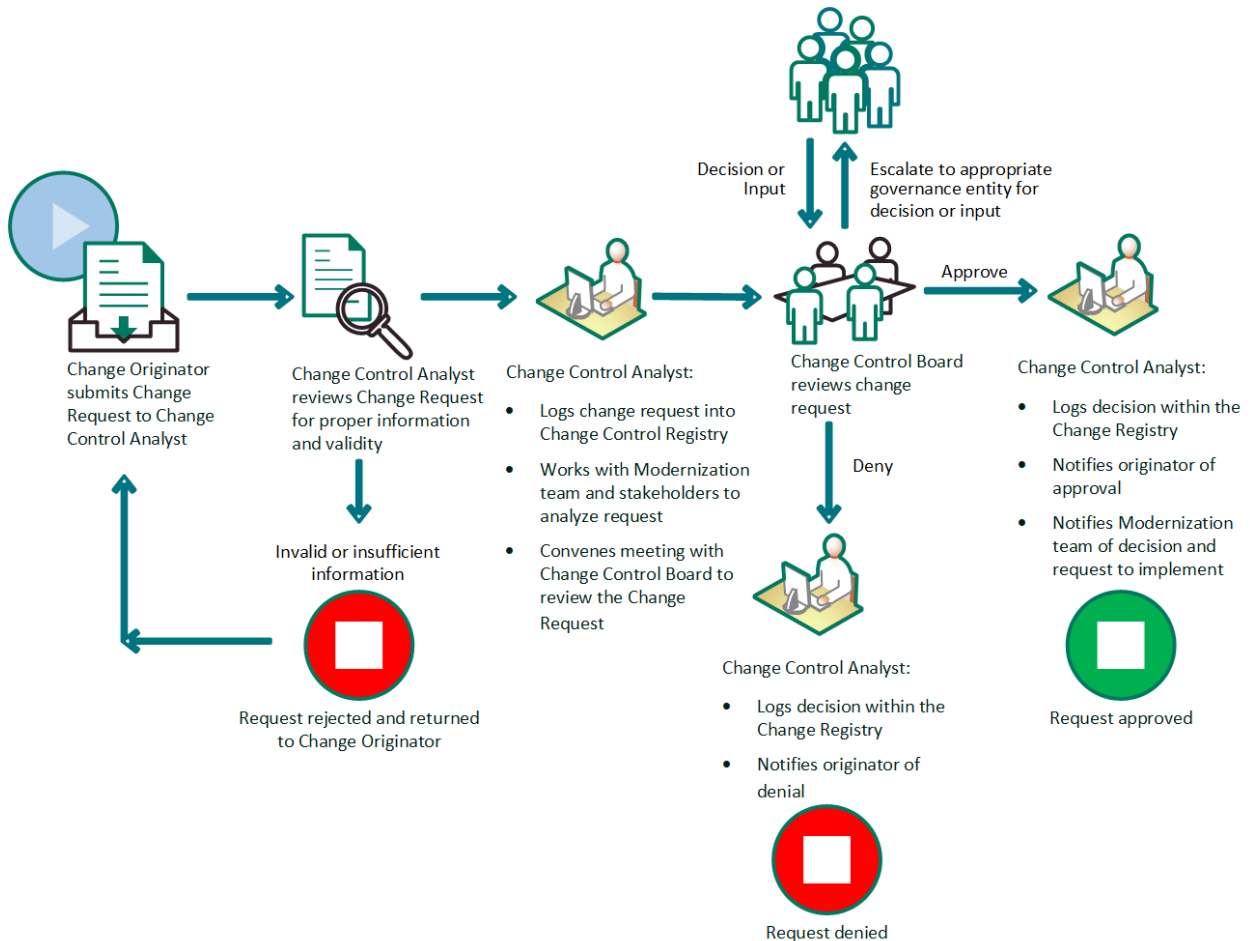 Decision or
Input
Escalate to appropriate
governance entity for
decision or input
Approve
Change Originator
submits Change
Request to Change
Control Analyst
Change Control Analyst
reviews Change Request
for proper information
and validity
Invalid or insufficient
information
Request rejected and returned
to Change Originator
Change Control Analyst:
• Logs change request into
Change Control Registry
• Works with Modernization
team and stakeholders to
analyze request
• Convenes meeting with
Change Control Board to
review the Change
Request
Change Control Board
reviews change
request
Deny
Change Control Analyst:
• Logs decision within the
Change Registry
• Notifies originator of
denial
Request denied
Change Control Analyst:
• Logs decision within the
Change Registry
• Notifies originator of
approval
• Notifies Modernization
team of decision and
request to implement
Request approved